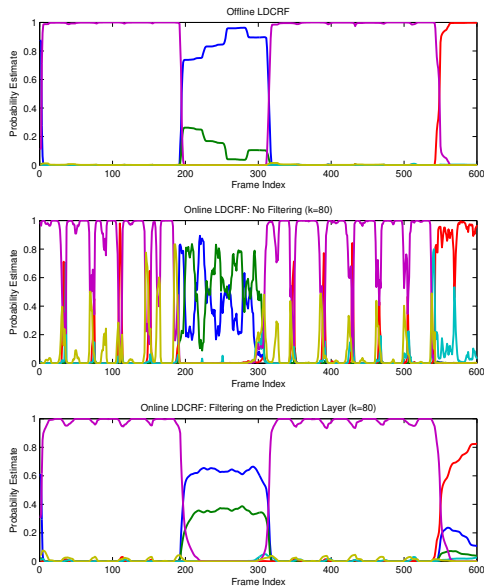 Offline LDCRF
1
0.8
0.6
0.4
0.2
0
Probability Estimate
0 100 200 300 400 500 600
Frame Index
Online LDCRF: No Filtering (k=80)
1
0.8
0.6
0.4
0.2
0
Probability Estimate
0 100 200 300 400 500 600
Frame Index
Online LDCRF: Filtering on the Prediction Layer (k=80)
1
0.8
0.6
0.4
0.2
0
Probability Estimate
0 100 200 300 400 500 600
Frame Index